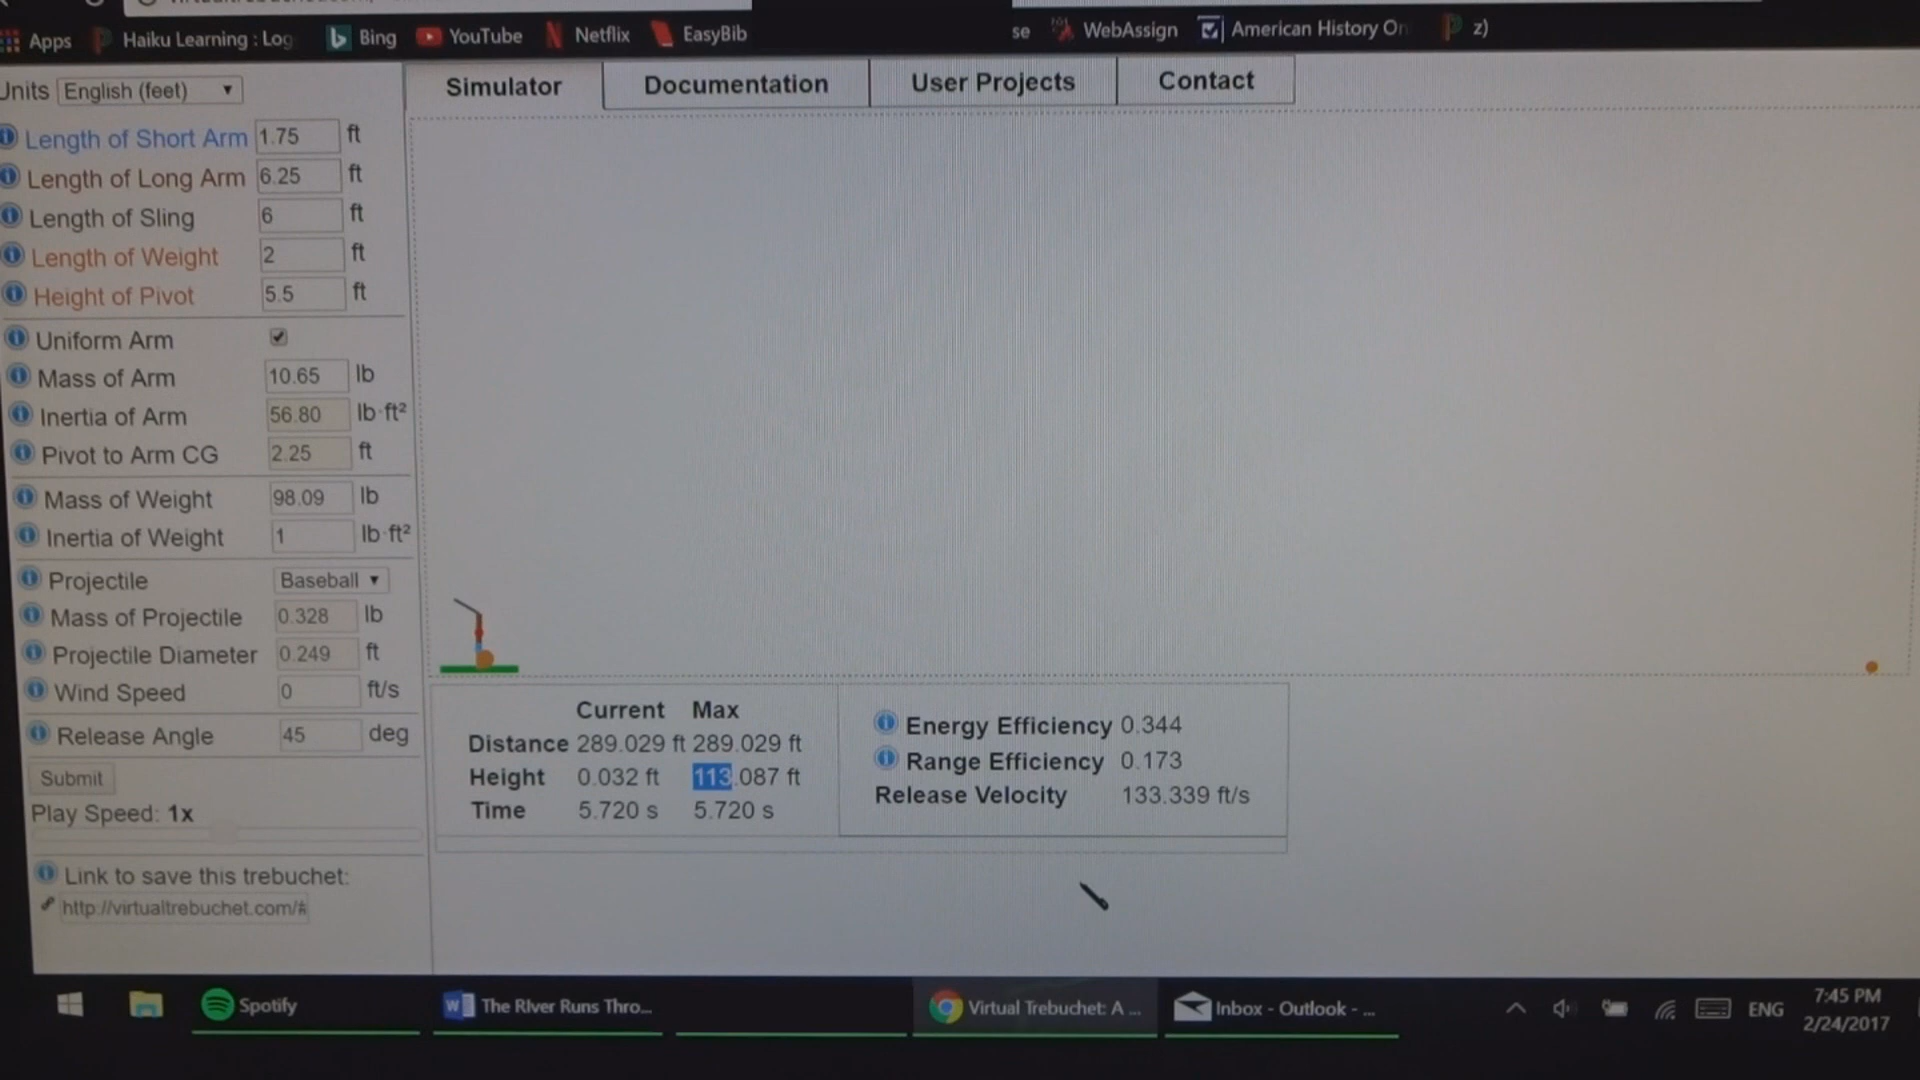 Apps Haiku Learning : Log Bing YouTube Netflix EasyBib se WebAssign American History On z)
Units English (feet)
Simulator Documentation User Projects Contact
Length of Short Arm 1.75 ft
Length of Long Arm 6.25 ft
Length of Sling 6 ft
Length of Weight 2 ft
Height of Pivot 5.5 ft
Uniform Arm
Mass of Arm 10.65 lb
Inertia of Arm 56.80 lb·ft²
Pivot to Arm CG 2.25 ft
Mass of Weight 98.09 lb
Inertia of Weight 1 lb·ft²
Projectile Baseball
Mass of Projectile 0.328 lb
Projectile Diameter 0.249 ft
Wind Speed 0 ft/s
Release Angle 45 deg
Submit
Play Speed: 1x
Link to save this trebuchet:
http://virtualtrebuchet.com/#
Current Max
Distance 289.029 ft 289.029 ft
Height 0.032 ft 113.087 ft
Time 5.720 s 5.720 s
Energy Efficiency 0.344
Range Efficiency 0.173
Release Velocity 133.339 ft/s
Spotify The RIver Runs Thro... Virtual Trebuchet: A ... Inbox - Outlook - ... ENG
7:45 PM
2/24/2017